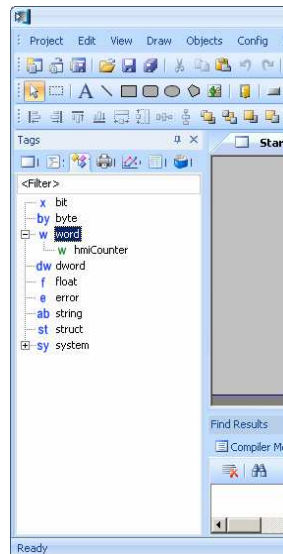 Project Edit View Draw Objects Config
A
Tags
Star
<Filter>
x bit
by byte
w word
w hmiCounter
dw dword
f float
e error
ab string
st struct
sy system
Find Results
Compiler Me
Ready